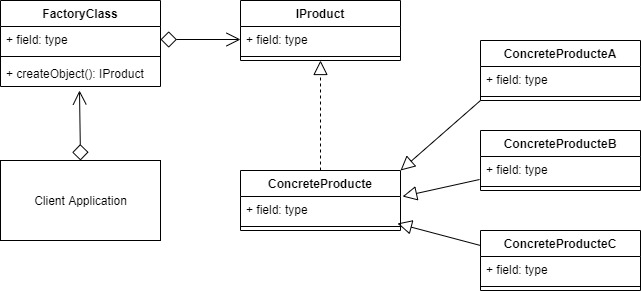 FactoryClass
+ field: type
+ createObject(): IProduct
IProduct
+ field: type
Client Application
ConcreteProducte
+ field: type
ConcreteProducteA
+ field: type
ConcreteProducteB
+ field: type
ConcreteProducteC
+ field: type